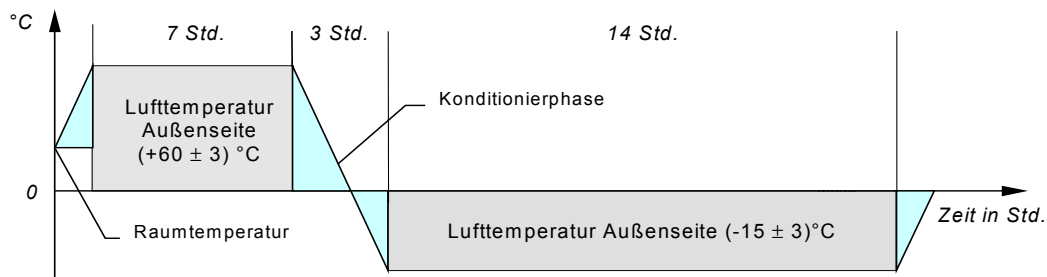 °C
7 Std.
3 Std.
14 Std.
Lufttemperatur
Außenseite
(+60 ± 3) °C
Konditionierphase
0
Zeit in Std.
Raumtemperatur
Lufttemperatur Außenseite (-15 ± 3)°C